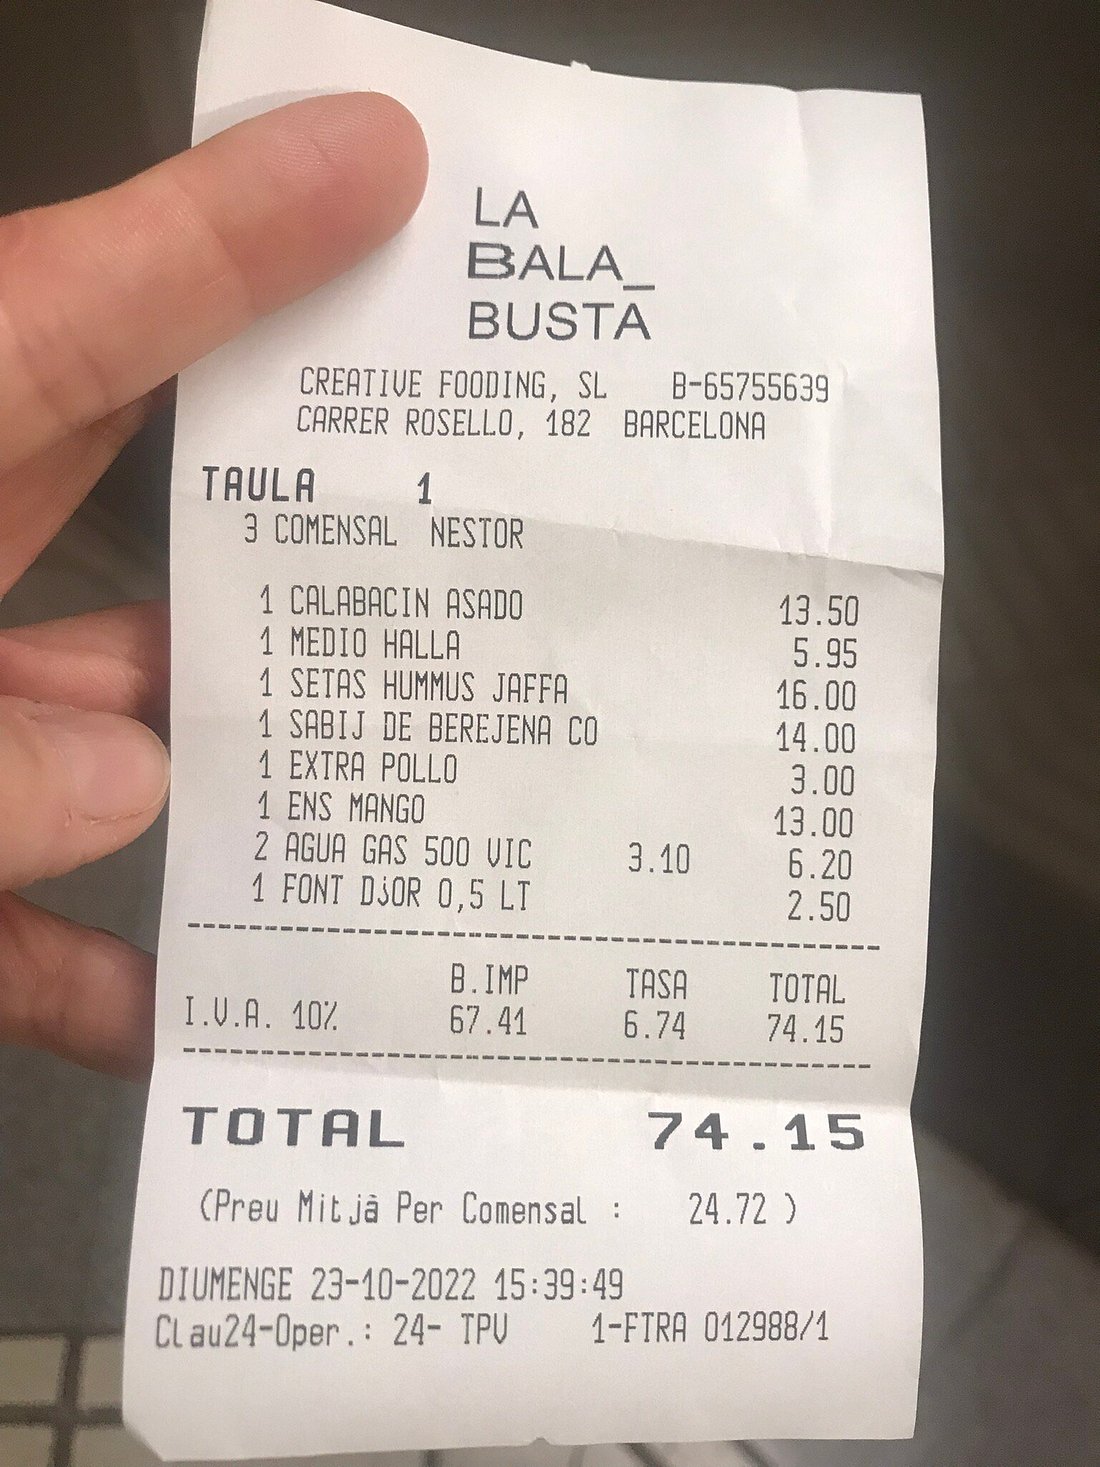 LA
BALA_
BUSTA
CREATIVE FOODING, SL B-65755639
CARRER ROSELLO, 182 BARCELONA
TAULA 1
3 COMENSAL NESTOR
1 CALABACIN ASADO 13.50
1 MEDIO HALLA 5.95
1 SETAS HUMMUS JAFFA 16.00
1 SABIJ DE BEREJENA CO 14.00
1 EXTRA POLLO 3.00
1 ENS MANGO 13.00
2 AGUA GAS 500 VIC 3.10 6.20
1 FONT DjOR 0,5 LT 2.50
B.IMP TASA TOTAL
I.V.A. 10% 67.41 6.74 74.15
TOTAL 74.15
(Preu Mitjà Per Comensal : 24.72 )
DIUMENGE 23-10-2022 15:39:49
Clau24-Oper.: 24- TPV 1-FTRA 012988/1